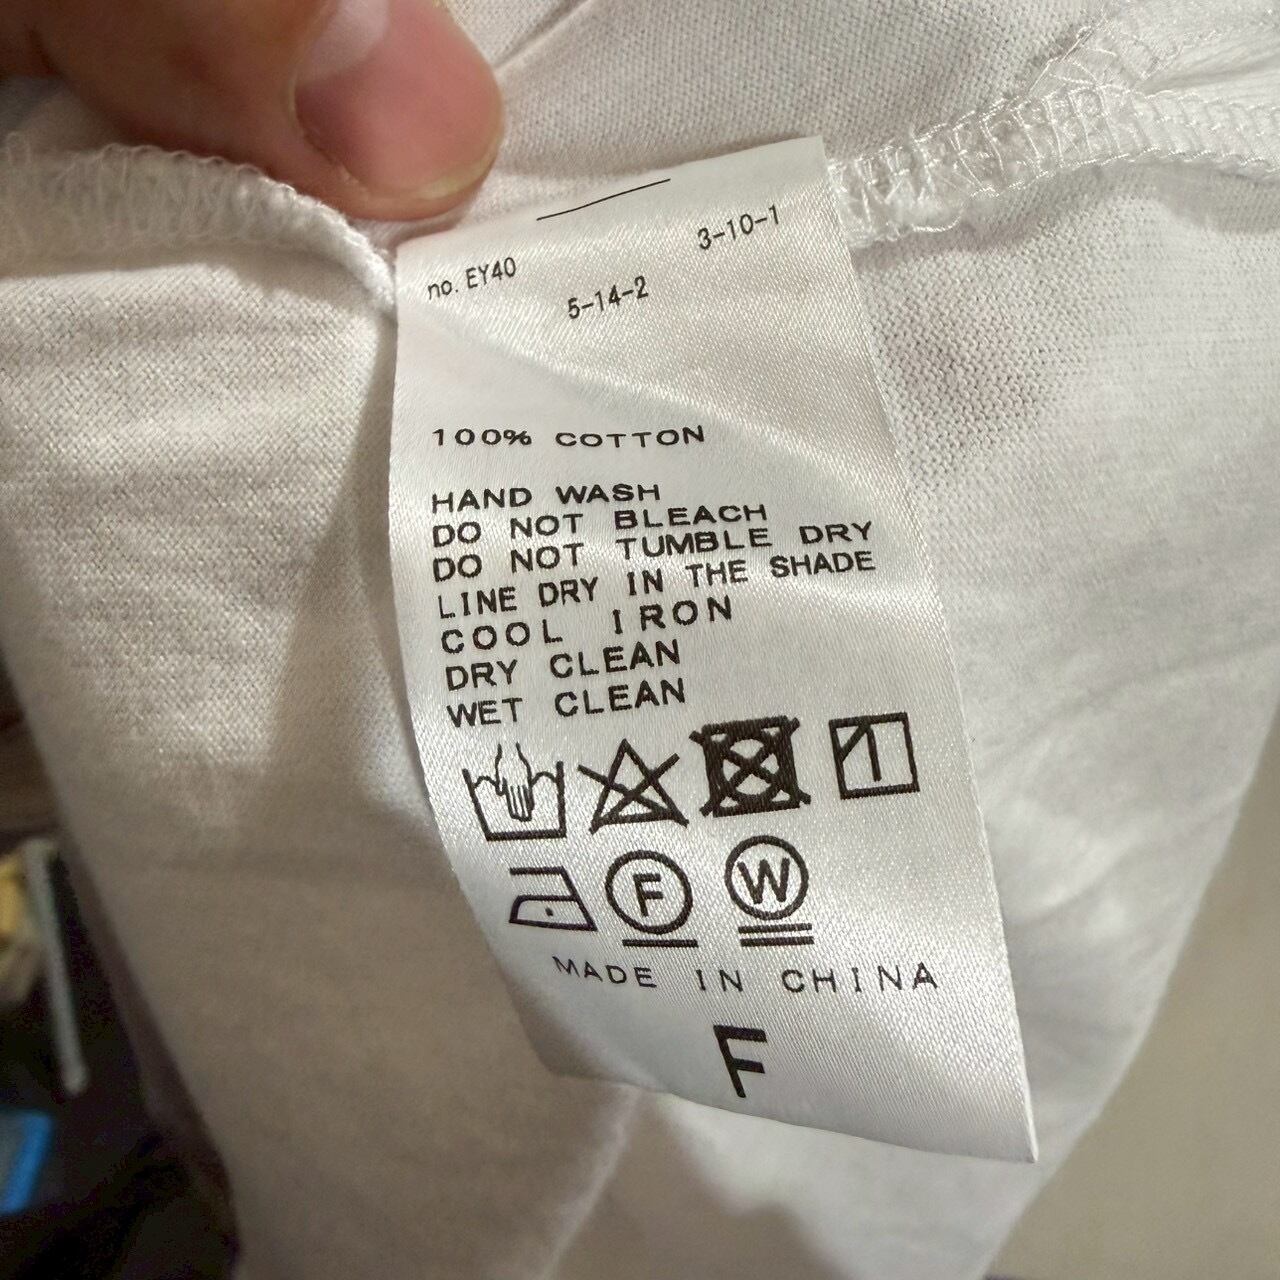 no. EY40 5-14-2 3-10-1
100% COTTON
HAND WASH
DO NOT BLEACH
DO NOT TUMBLE DRY
LINE DRY IN THE SHADE
COOL IRON
DRY CLEAN
WET CLEAN
F W
MADE IN CHINA
F